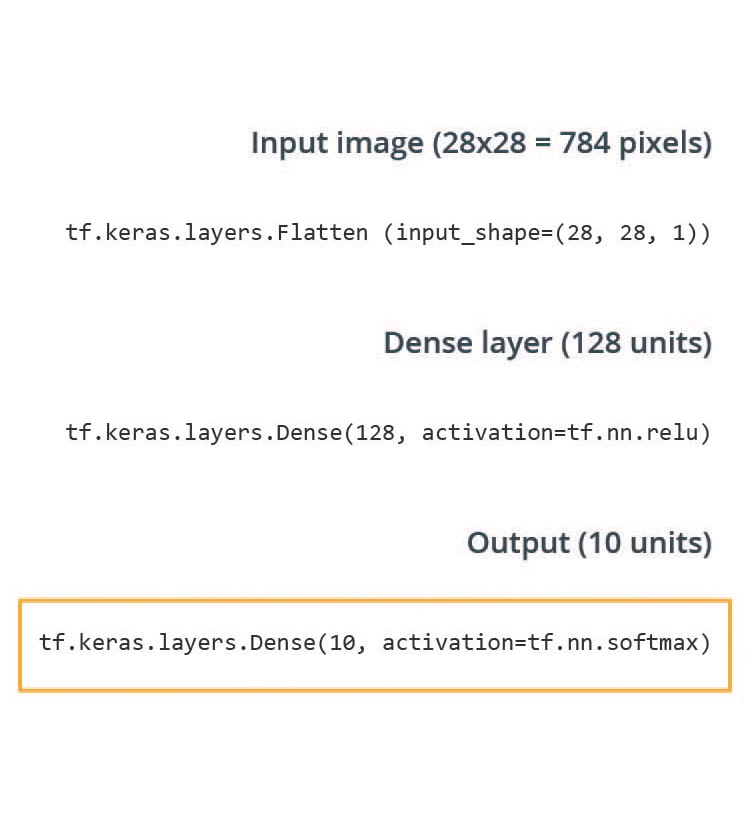 Input image (28x28 = 784 pixels)
tf.keras.layers.Flatten (input_shape=(28, 28, 1))
Dense layer (128 units)
tf.keras.layers.Dense(128, activation=tf.nn.relu)
Output (10 units)
tf.keras.layers.Dense(10, activation=tf.nn.softmax)